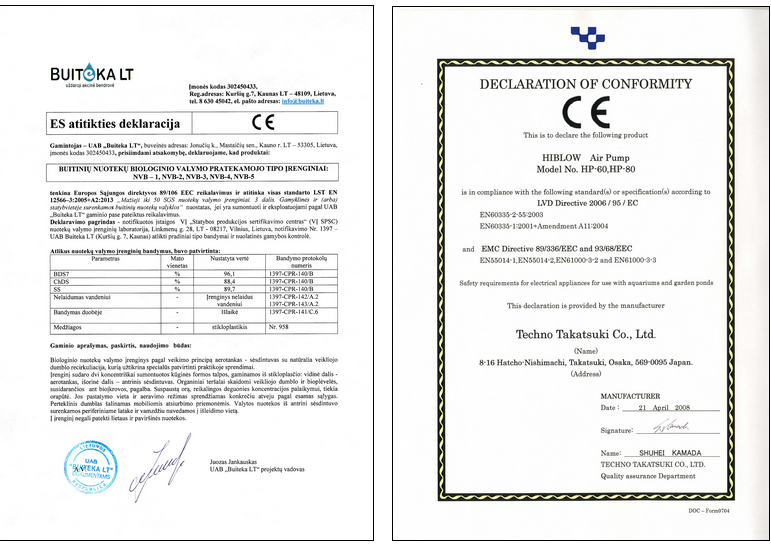 BUITEKA LT
uždaroji akcinė bendrovė
Įmonės kodas 302450433,
Reg.adresas: Kuršių g.7, Kaunas LT – 48109, Lietuva,
tel. 8 630 45042, el. pašto adresas: info@buiteka.lt
ES atitikties deklaracija
CE
Gamintojas – UAB „Buiteka LT", buveinės adresas: Jonučių k., Mastaičių sen., Kauno r. LT – 53305, Lietuva,
įmonės kodas 302450433, prisiimdami atsakomybę, deklaruojame, kad produktai:
BUITINIŲ NUOTEKŲ BIOLOGINIO VALYMO PRATEKAMOJO TIPO ĮRENGINIAI:
NVB – 1, NVB-2, NVB-3, NVB-4, NVB-5
tenkina Europos Sąjungos direktyvos 89/106 EEC reikalavimus ir atitinka visas standarto LST EN
12566-3:2005+A2:2013 „Mažieji iki 50 SGS nuotekų valymo įrenginiai. 3 dalis. Gamyklinės ir (arba)
statybvietėje surenkamos buitinių nuotekų valyklos" nuostatas, jei yra sumontuoti ir eksploatuojami pagal UAB
„Buiteka LT" gaminio pase pateiktus reikalavimus.
Deklaravimo pagrindas - notifikuotos įstaigos VĮ „Statybos produkcijos sertifikavimo centras" (VĮ SPSC)
nuotekų valymo įrenginių laboratorija, Linkmenų g. 28, LT - 08217, Vilnius, Lietuva, notifikavimo Nr. 1397 –
UAB Buiteka LT (Kuršių g. 7, Kaunas) atlikti pradiniai tipo bandymai ir nuolatinės gamybos kontrolė.
Atlikus nuotekų valymo įrenginių bandymas, buvo patvirtinta:
Parametras Mato vienetas Nustatyta vertė Bandymo protokolų numeris
BDS7 % 96,1 1397-CPR-140/B
ChDS % 88,4 1397-CPR-140/B
SS % 89,7 1397-CPR-140/B
Nelaidumas vandeniui - Įrenginys nelaidus vandeniui 1397-CPR-142/A.2 1397-CPR-143/A.2
Bandymas duobėje - Išlaikė 1397-CPR-141/C.6
Medžiagos - stikloplastikis Nr. 958
Gaminio aprašymas, paskirtis, naudojimo būdas:
Biologinio nuotekų valymo įrenginys pagal veikimo principą aerotankas - sėsdintuvas su natūralia veikliojo
dumblo recirkuliacija, kurią užtikrina specialūs patvirtinti praktikoje sprendimai.
Įrenginį sudaro dvi koncentriškai sumontuotos kūginės formos talpos, gaminamos iš stikloplasčio: vidinė dalis -
aerotankas, išorinė dalis – antrinis sėsdintuvas. Organiniai teršalai skaidomi veikliojo dumblo ir bioplėvelės,
susidarančios ant biojkrovos, pagalba. Suspaustą orą, reikalingos deguonies koncentracijos palaikymui, tiekia
orapūtė. Jos pastatymo vieta ir aeravimo režimas sprendžiamas konkrečiu atveju pagal esamas sąlygas.
Perteklinis dumblas šalinamas mobiliomis atsiurbimo priemonėmis. Valytos nuotekos iš antrini sėsdintuvo
surenkamos periferiniame latake ir vamzdžiu nuvedamos į išleidimo vietą.
Į įrenginį negali patekti lietaus ir paviršinės nuotekos.
UAB
"BUITEKA LT"
DOKUMENTAMS
Juozas Jankauskas
UAB „Buiteka LT" projektų vadovas
DECLARATION OF CONFORMITY
CE
This is to declare the following product
HIBLOW Air Pump
Model No. HP-60,HP-80
is in compliance with the following standard(s) or specification(s) according to
LVD Directive 2006 / 95 / EC
EN60335-2-55:2003
EN60335-1:2001+Amendment A11:2004
and EMC Directive 89/336/EEC and 93/68/EEC
EN55014-1,EN55014-2,EN61000-3-2 and EN61000-3-3
Safety requirements for electrical appliances for use with aquariums and garden ponds
This declaration is provided by the manufacturer
Techno Takatsuki Co., Ltd.
(Name)
8-16 Hatcho-Nishimachi, Takatsuki, Osaka, 569-0095 Japan.
(Address)
MANUFACTURER
Date : 21 April 2008
Signature:
Name: SHUHEI KAMADA
TECHNO TAKATSUKI CO., LTD.
Quality assurance Department
DOC – Form0704